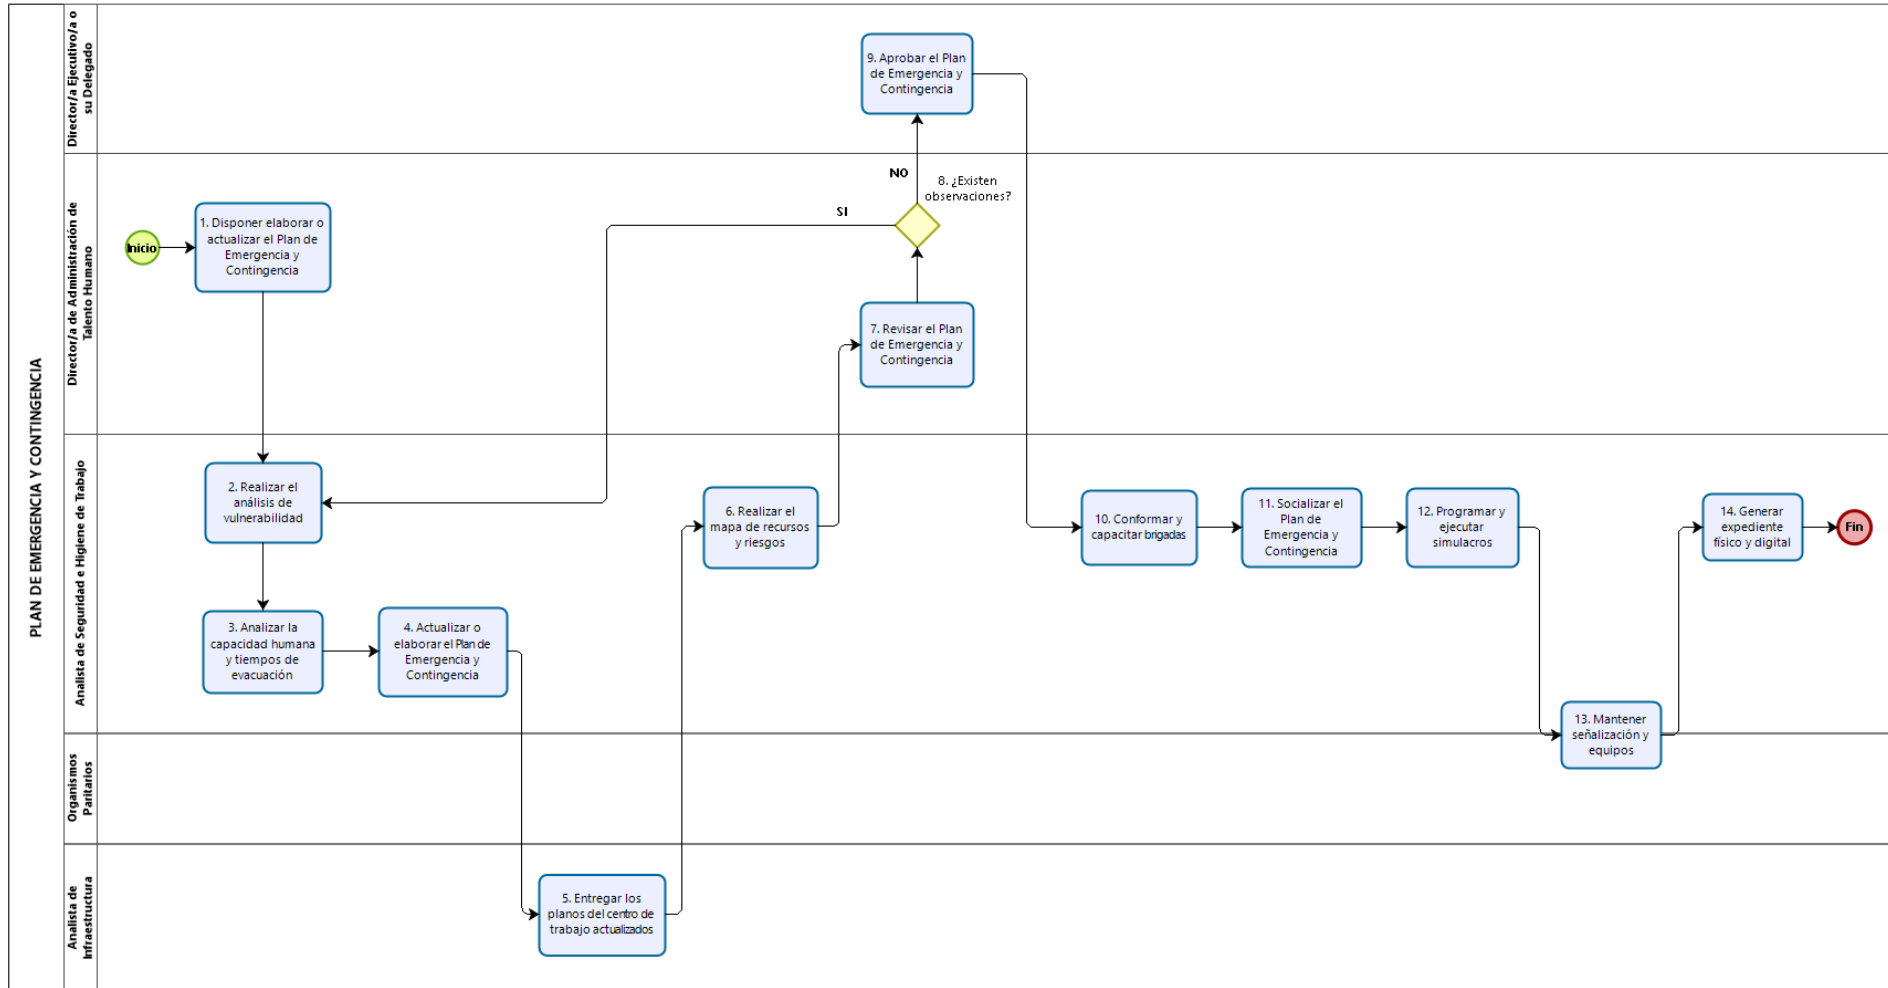 PLAN DE EMERGENCIA Y CONTINGENCIA
Director/a Ejecutivo/a o
su Delegado
9. Aprobar el Plan
de Emergencia y
Contingencia
Director/a de Administración de
Talento Humano
Inicio
1. Disponer elaborar o
actualizar el Plan de
Emergencia y
Contingencia
NO
8. ¿Existen
observaciones?
SI
7. Revisar el Plan
de Emergencia y
Contingencia
Analista de Seguridad e Higiene de Trabajo
2. Realizar el
análisis de
vulnerabilidad
3. Analizar la
capacidad humana
y tiempos de
evacuación
4. Actualizar o
elaborar el Plan de
Emergencia y
Contingencia
6. Realizar el
mapa de recursos
y riesgos
10. Conformar y
capacitar brigadas
11. Socializar el
Plan de
Emergencia y
Contingencia
12. Programar y
ejecutar
simulacros
13. Mantener
señalización y
equipos
14. Generar
expediente
físico y digital
Fin
Organismos
Paritarios
Analista de
Infraestructura
5. Entregar los
planos del centro de
trabajo actualizados